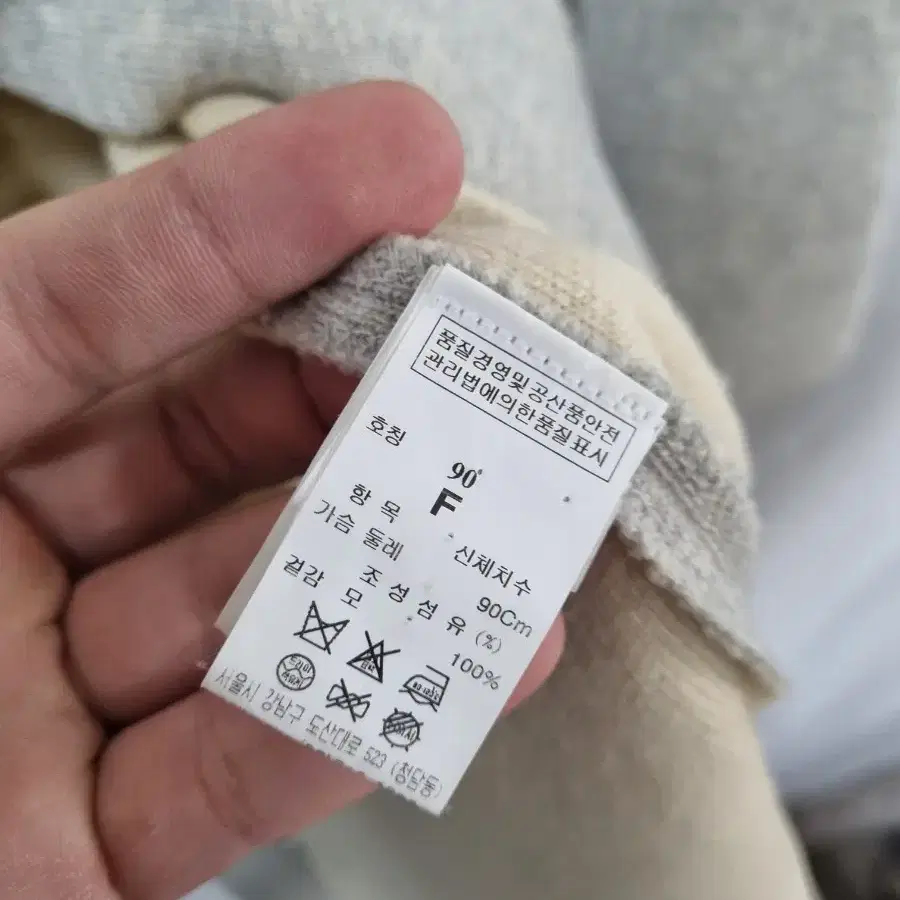 품질경영및공산품안전
관리법에의한품질표시
호칭
90
F
항 목 신체치수
가슴 둘레 90Cm
조 성 섬 유 (%)
겉감 모 100%
서울시 강남구 도산대로 523 (청담동)